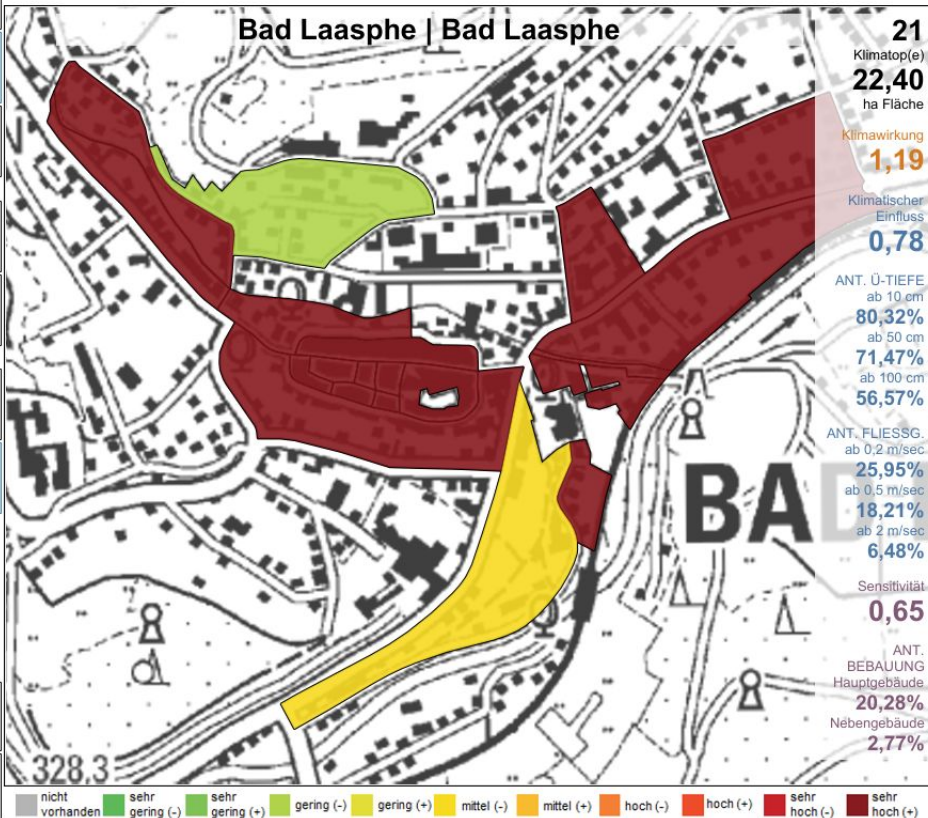 Bad Laasphe | Bad Laasphe
21
Klimatop(e)
22,40
ha Fläche
Klimawirkung
1,19
Klimatischer
Einfluss
0,78
ANT. Ü-TIEFE
ab 10 cm
80,32%
ab 50 cm
71,47%
ab 100 cm
56,57%
ANT. FLIESSG.
ab 0,2 m/sec
25,95%
ab 0,5 m/sec
18,21%
ab 2 m/sec
6,48%
Sensitivität
0,65
ANT.
BEBAUUNG
Hauptgebäude
20,28%
Nebengebäude
2,77%
BAD
328,3
nicht vorhanden
sehr gering (-)
sehr gering (+)
gering (-)
gering (+)
mittel (-)
mittel (+)
hoch (-)
hoch (+)
sehr hoch (-)
sehr hoch (+)